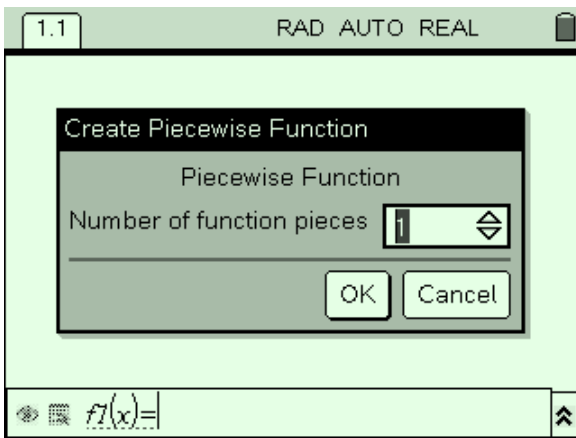 1.1 RAD AUTO REAL
Create Piecewise Function
Piecewise Function
Number of function pieces 1
OK Cancel
f1(x)=